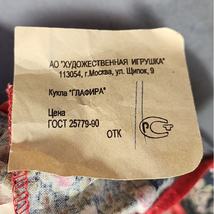 АО "ХУДОЖЕСТВЕННАЯ ИГРУШКА"
113054, г.Москва, ул. Щипок, 9
Кукла "ГЛАФИРА"
Цена
ГОСТ 25779-90
ОТК